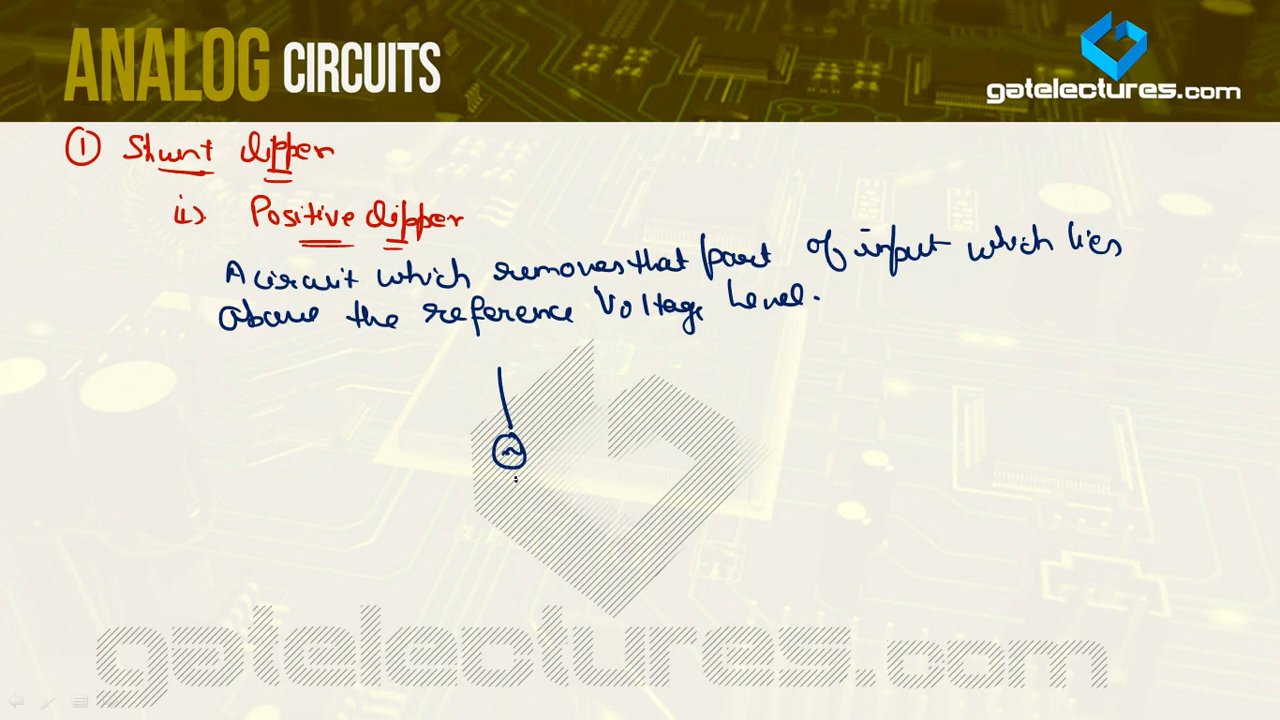 ANALOG CIRCUITS
gatelectures.com
① Shunt clipper
i). Positive clipper
A circuit which removes that part of input which lies
above the reference Voltage Level.
gatelectures.com